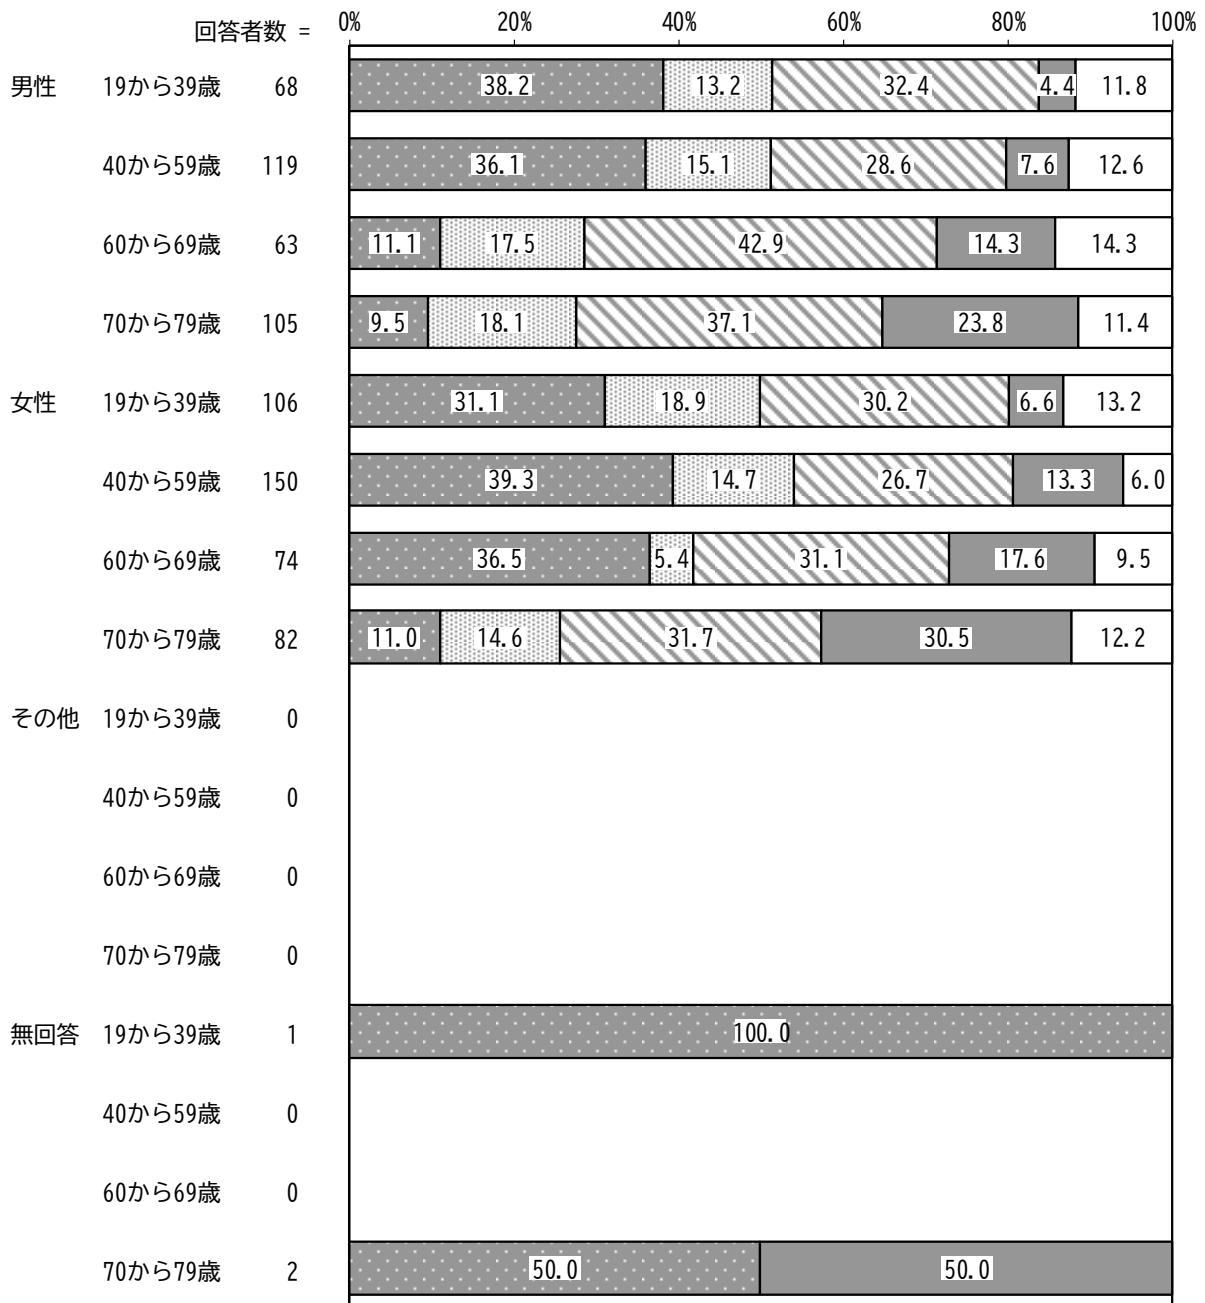 0% 20% 40% 60% 80% 100%
回答者数 =
男性 19から39歳 68 38.2 13.2 32.4 4.4 11.8
40から59歳 119 36.1 15.1 28.6 7.6 12.6
60から69歳 63 11.1 17.5 42.9 14.3 14.3
70から79歳 105 9.5 18.1 37.1 23.8 11.4
女性 19から39歳 106 31.1 18.9 30.2 6.6 13.2
40から59歳 150 39.3 14.7 26.7 13.3 6.0
60から69歳 74 36.5 5.4 31.1 17.6 9.5
70から79歳 82 11.0 14.6 31.7 30.5 12.2
その他 19から39歳 0
40から59歳 0
60から69歳 0
70から79歳 0
無回答 19から39歳 1 100.0
40から59歳 0
60から69歳 0
70から79歳 2 50.0 50.0